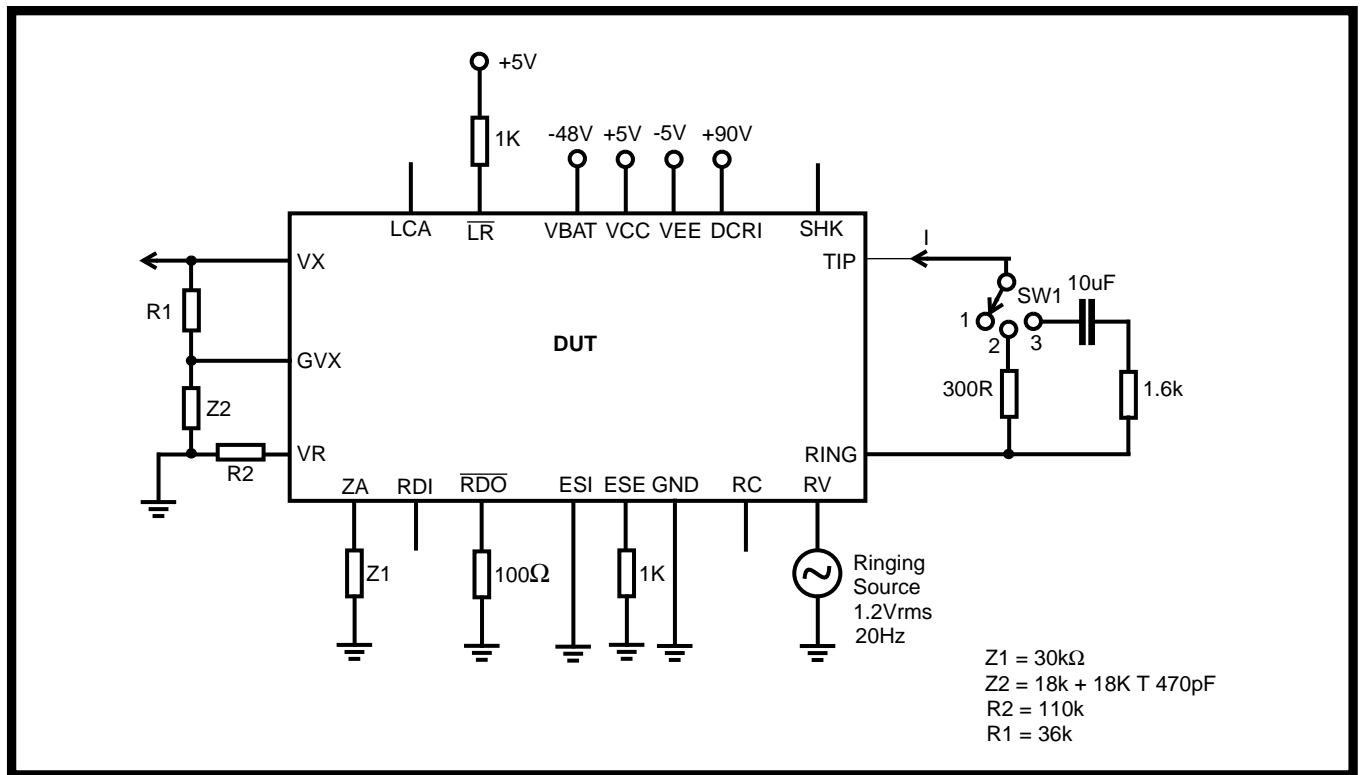 +5V
1K
-48V +5V -5V +90V
LCA LR VBAT VCC VEE DCRI SHK
VX
TIP
I
SW1
10uF
1
2
3
R1
GVX
DUT
Z2
300R
1.6k
VR
R2
RING
ZA RDI RDO ESI ESE GND RC RV
Z1
100Ω
1K
Ringing
Source
1.2Vrms
20Hz
Z1 = 30kΩ
Z2 = 18k + 18K T 470pF
R2 = 110k
R1 = 36k